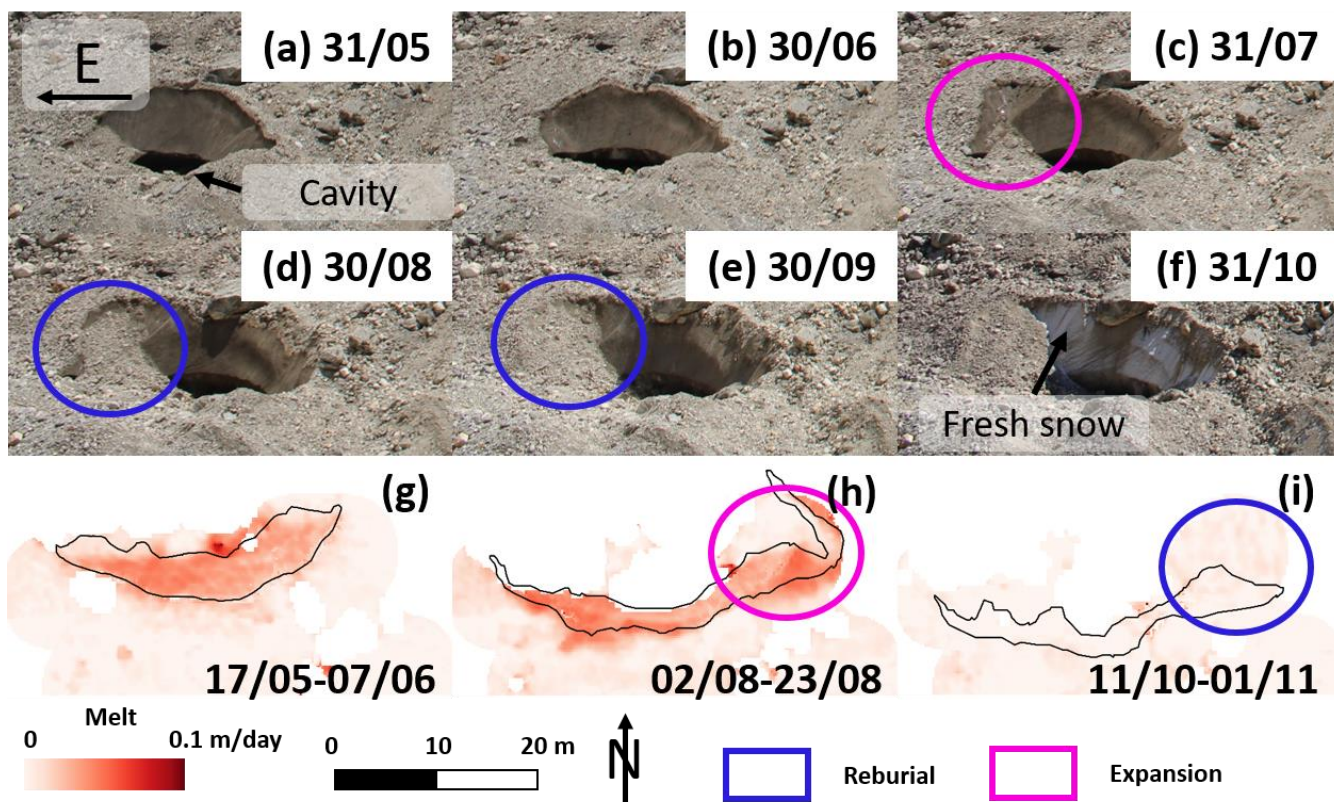 E
(a) 31/05
(b) 30/06
(c) 31/07
Cavity
(d) 30/08
(e) 30/09
(f) 31/10
Fresh snow
(g)
(h)
(i)
17/05-07/06
02/08-23/08
11/10-01/11
Melt
0
0.1 m/day
0
10
20 m
N
Reburial
Expansion